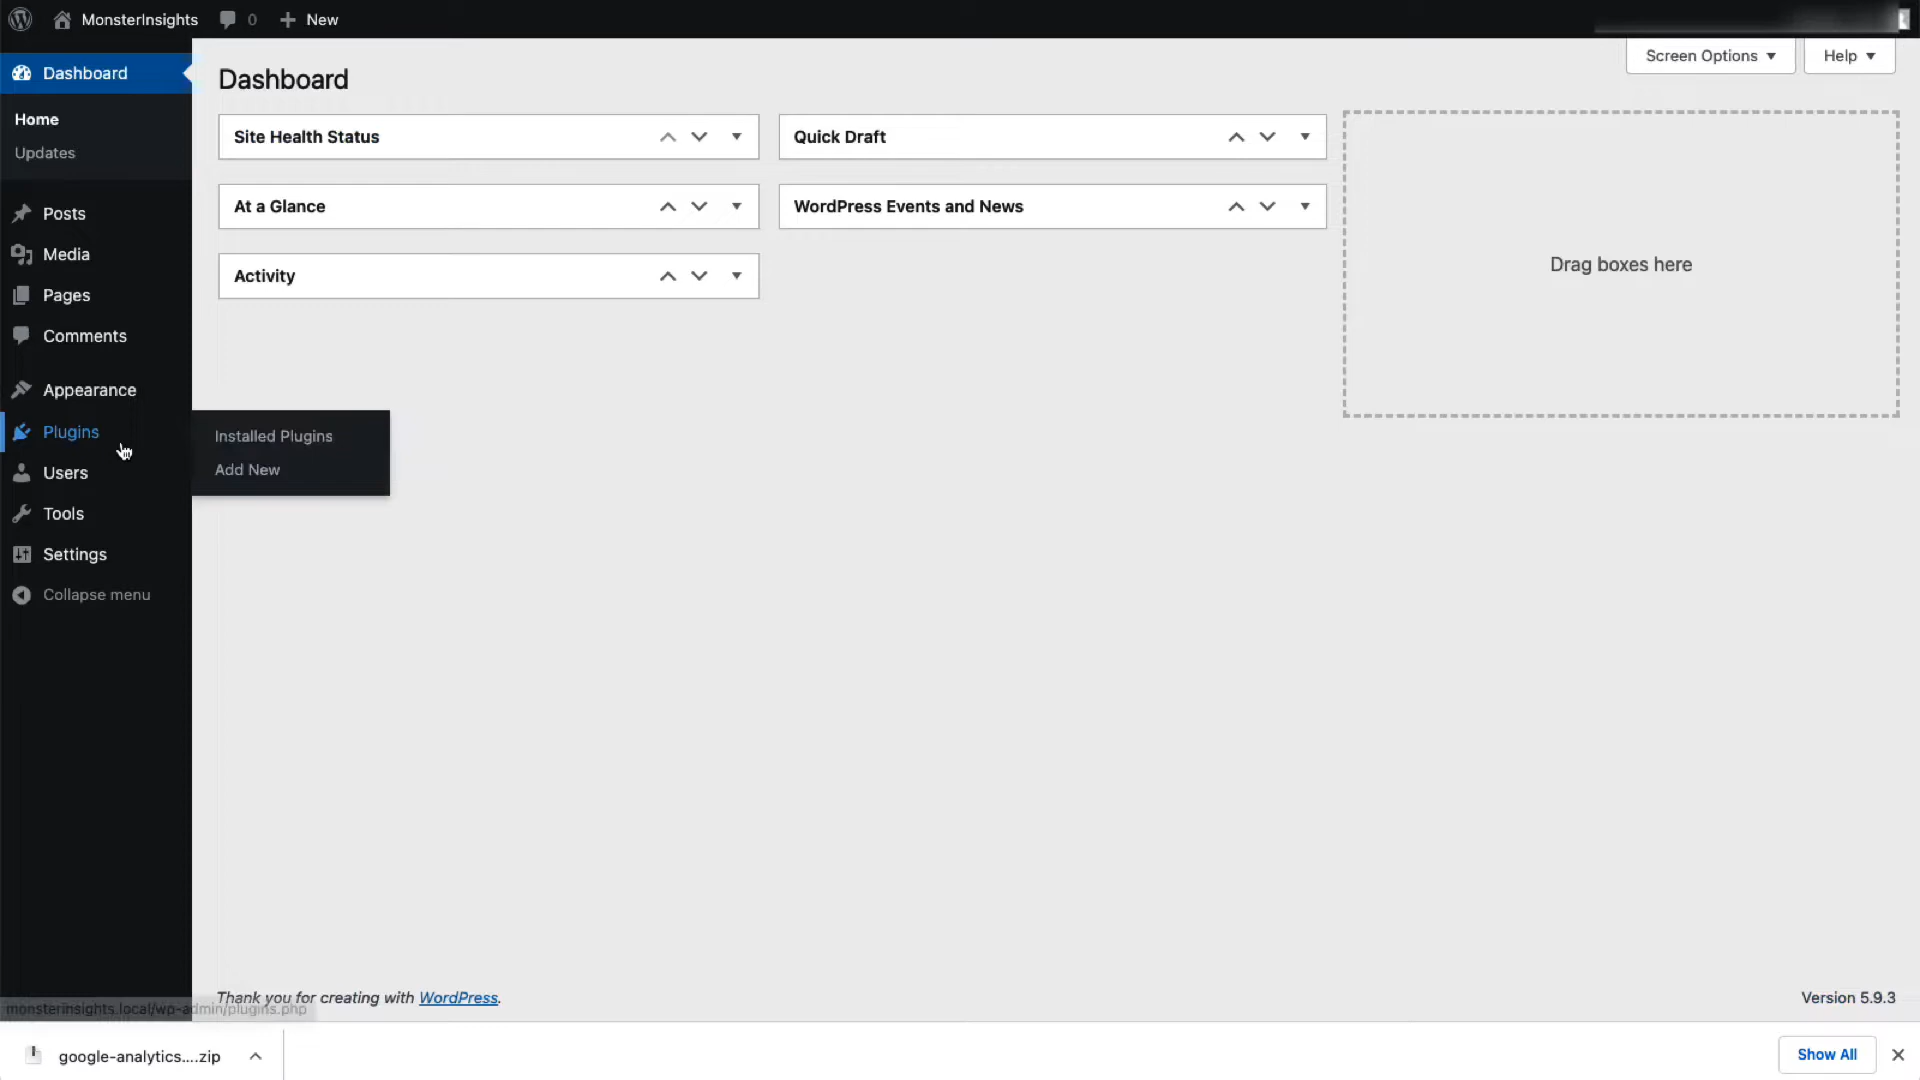 MonsterInsights 0 New
Screen Options Help
Dashboard
Home
Updates
Posts
Media
Pages
Comments
Appearance
Plugins
Users
Tools
Settings
Collapse menu
Installed Plugins
Add New
Dashboard
Site Health Status
At a Glance
Activity
Quick Draft
WordPress Events and News
Drag boxes here
Thank you for creating with WordPress.
Version 5.9.3
monsterinsights.local/wp-admin/plugins.php
google-analytics....zip
Show All